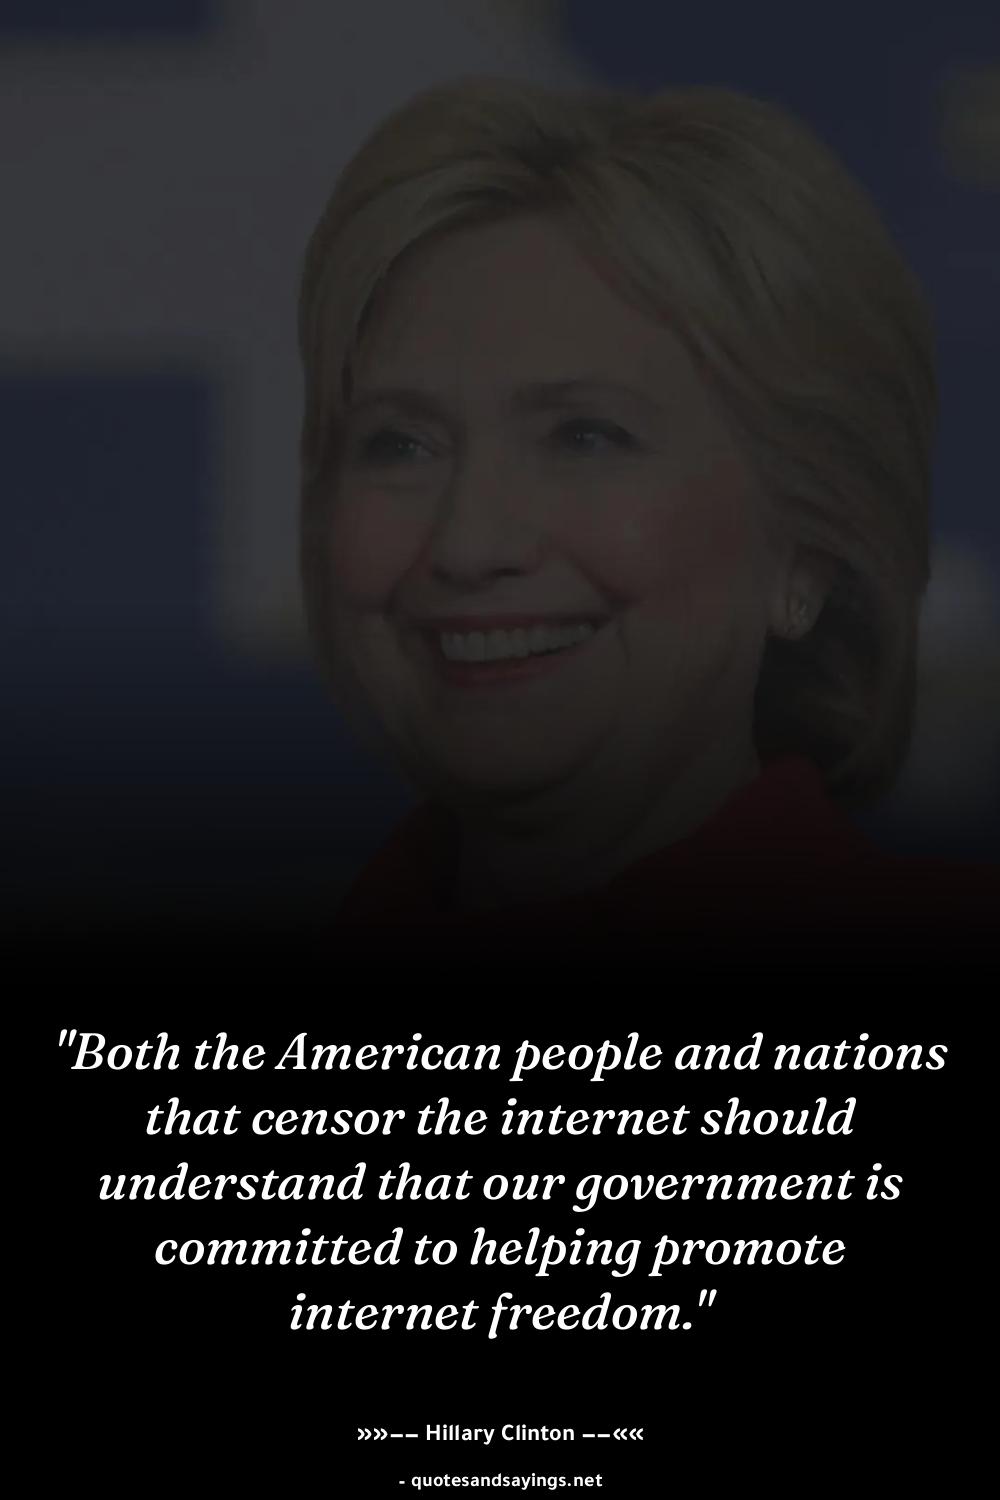 "Both the American people and nations
that censor the internet should
understand that our government is
committed to helping promote
internet freedom."
»»−− Hillary Clinton −−««
- quotesandsayings.net